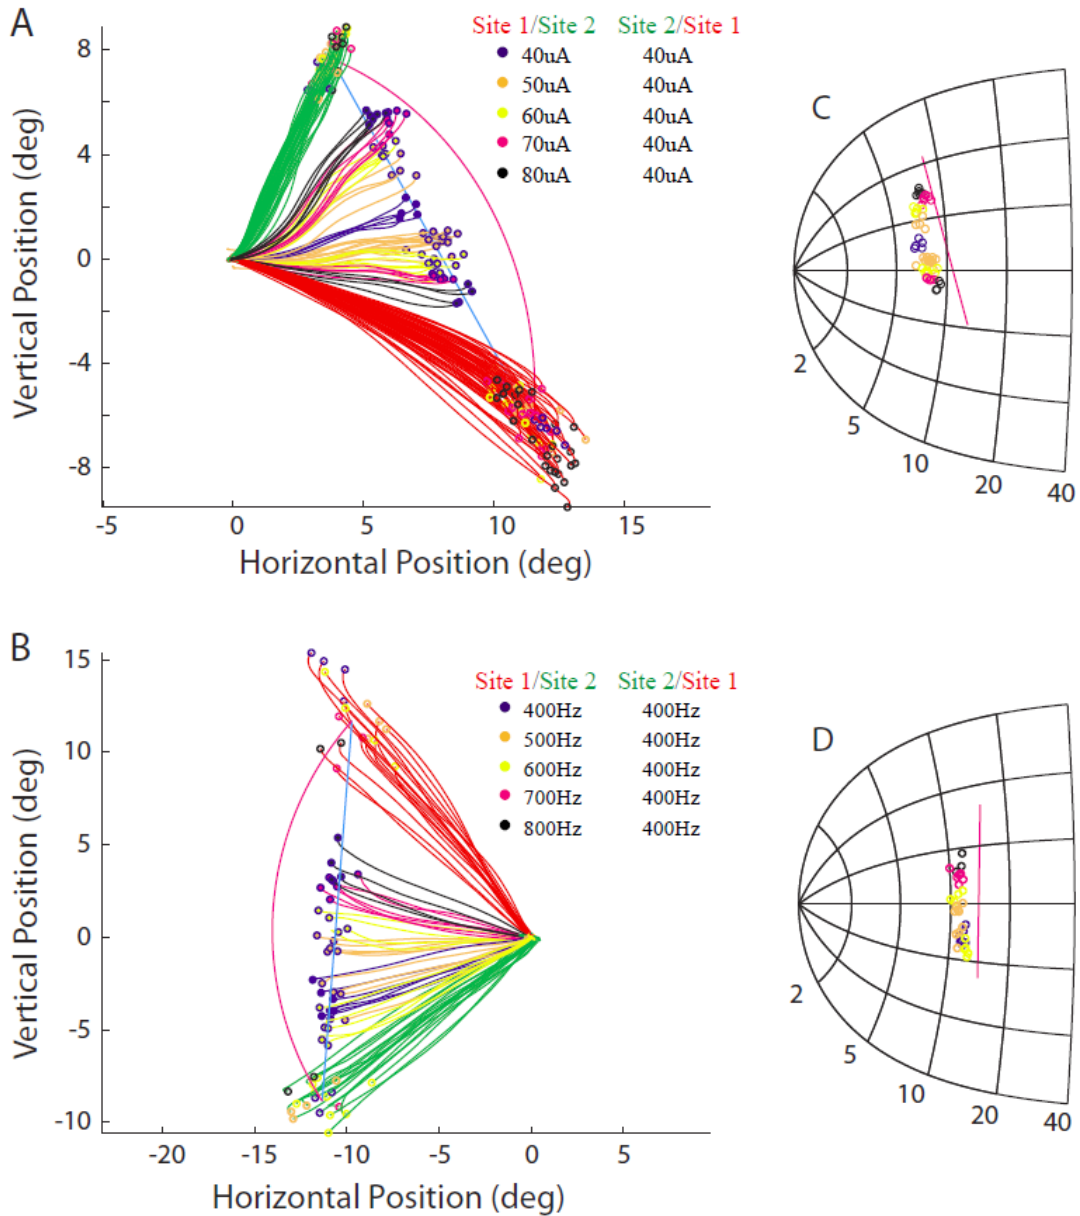 A
Site 1/Site 2 Site 2/Site 1
40uA 40uA
50uA 40uA
60uA 40uA
70uA 40uA
80uA 40uA
8
4
0
-4
-8
Vertical Position (deg)
-5 0 5 10 15
Horizontal Position (deg)
C
2
5
10
20
40
B
Site 1/Site 2 Site 2/Site 1
400Hz 400Hz
500Hz 400Hz
600Hz 400Hz
700Hz 400Hz
800Hz 400Hz
15
10
5
0
-5
-10
Vertical Position (deg)
-20 -15 -10 -5 0 5
Horizontal Position (deg)
D
2
5
10
20
40